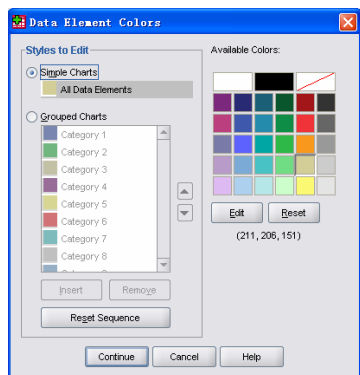 Data Element Colors
Styles to Edit
Simple Charts
All Data Elements
Grouped Charts
Category 1
Category 2
Category 3
Category 4
Category 5
Category 6
Category 7
Category 8
Insert
Remove
Reset Sequence
Available Colors:
Edit
Reset
(211, 206, 151)
Continue
Cancel
Help